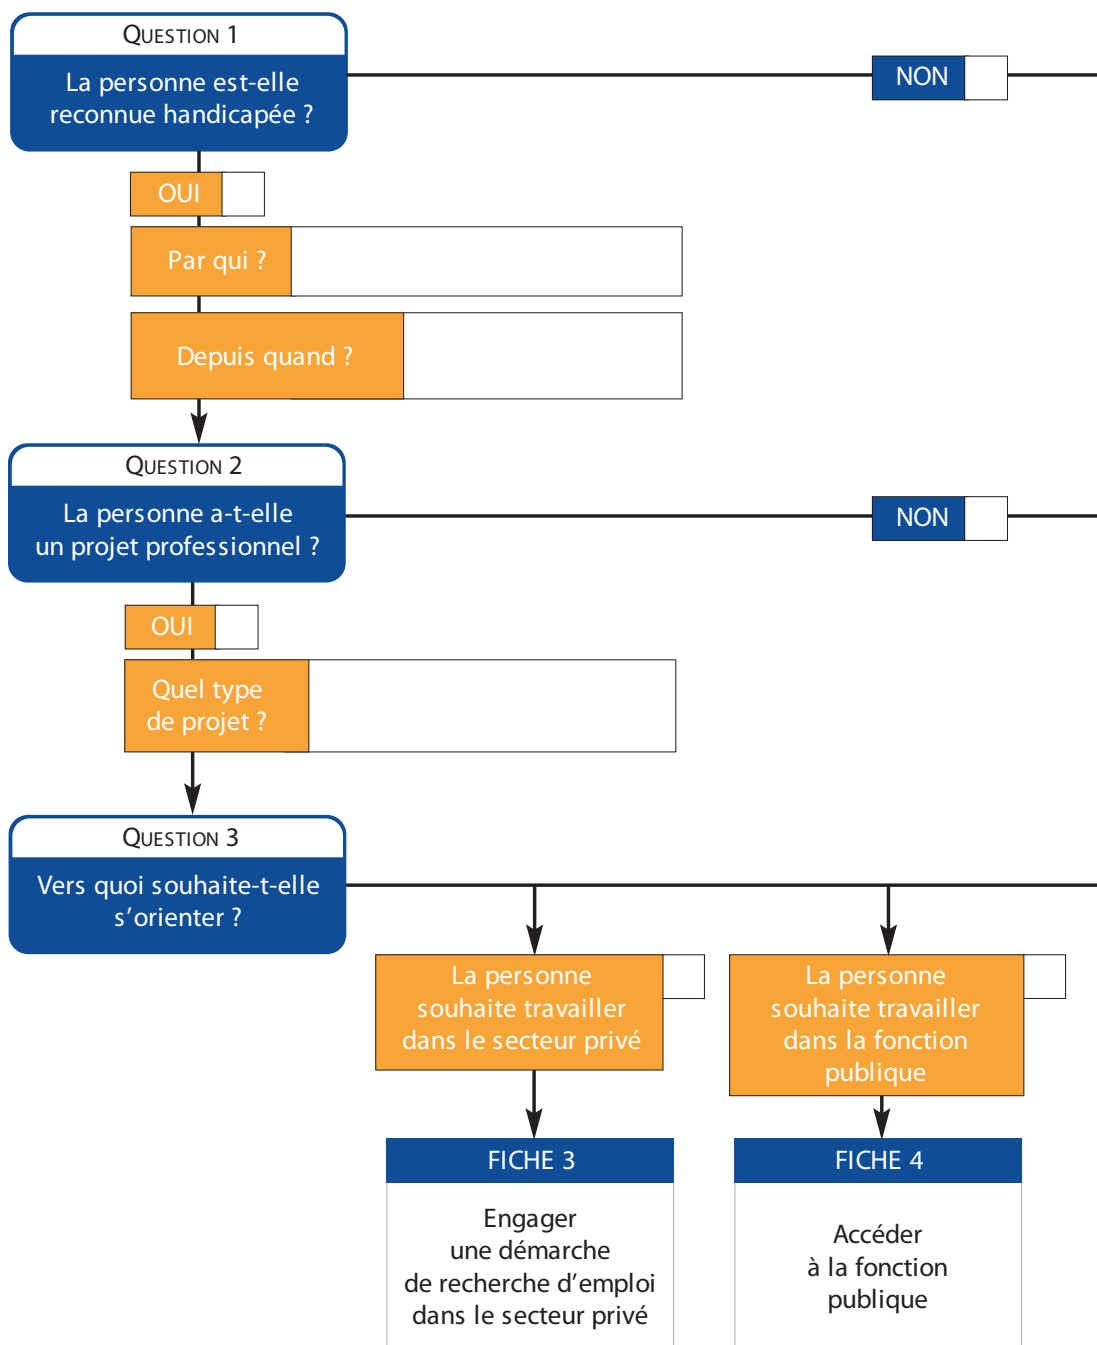 QUESTION 1
La personne est-elle
reconnue handicapée ?
NON
OUI
Par qui ?
Depuis quand ?
QUESTION 2
La personne a-t-elle
un projet professionnel ?
NON
OUI
Quel type
de projet ?
QUESTION 3
Vers quoi souhaite-t-elle
s'orienter ?
La personne
souhaite travailler
dans le secteur privé
La personne
souhaite travailler
dans la fonction
publique
FICHE 3
Engager
une démarche
de recherche d'emploi
dans le secteur privé
FICHE 4
Accéder
à la fonction
publique